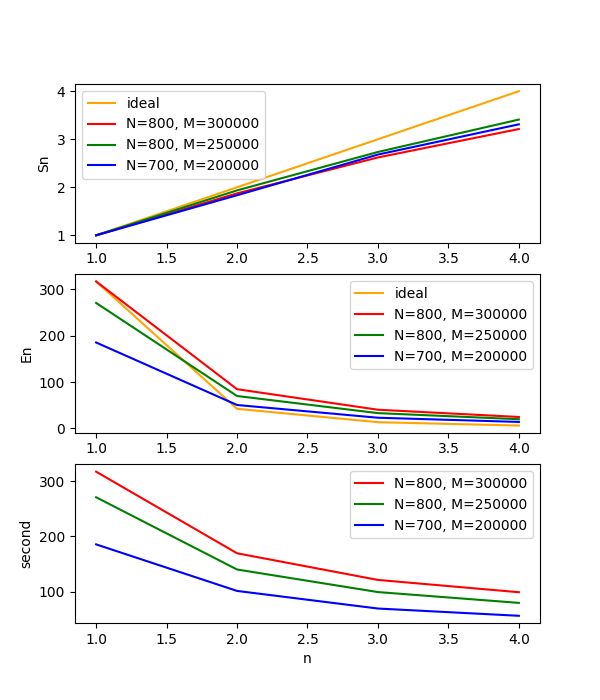 4
ideal
N=800, M=300000
3
N=800, M=250000
N=700, M=200000
Sn
2
1
1.0 1.5 2.0 2.5 3.0 3.5 4.0
300
ideal
N=800, M=300000
N=800, M=250000
200
N=700, M=200000
En
100
0
1.0 1.5 2.0 2.5 3.0 3.5 4.0
300
N=800, M=300000
N=800, M=250000
N=700, M=200000
200
second
100
1.0 1.5 2.0 2.5 3.0 3.5 4.0
n